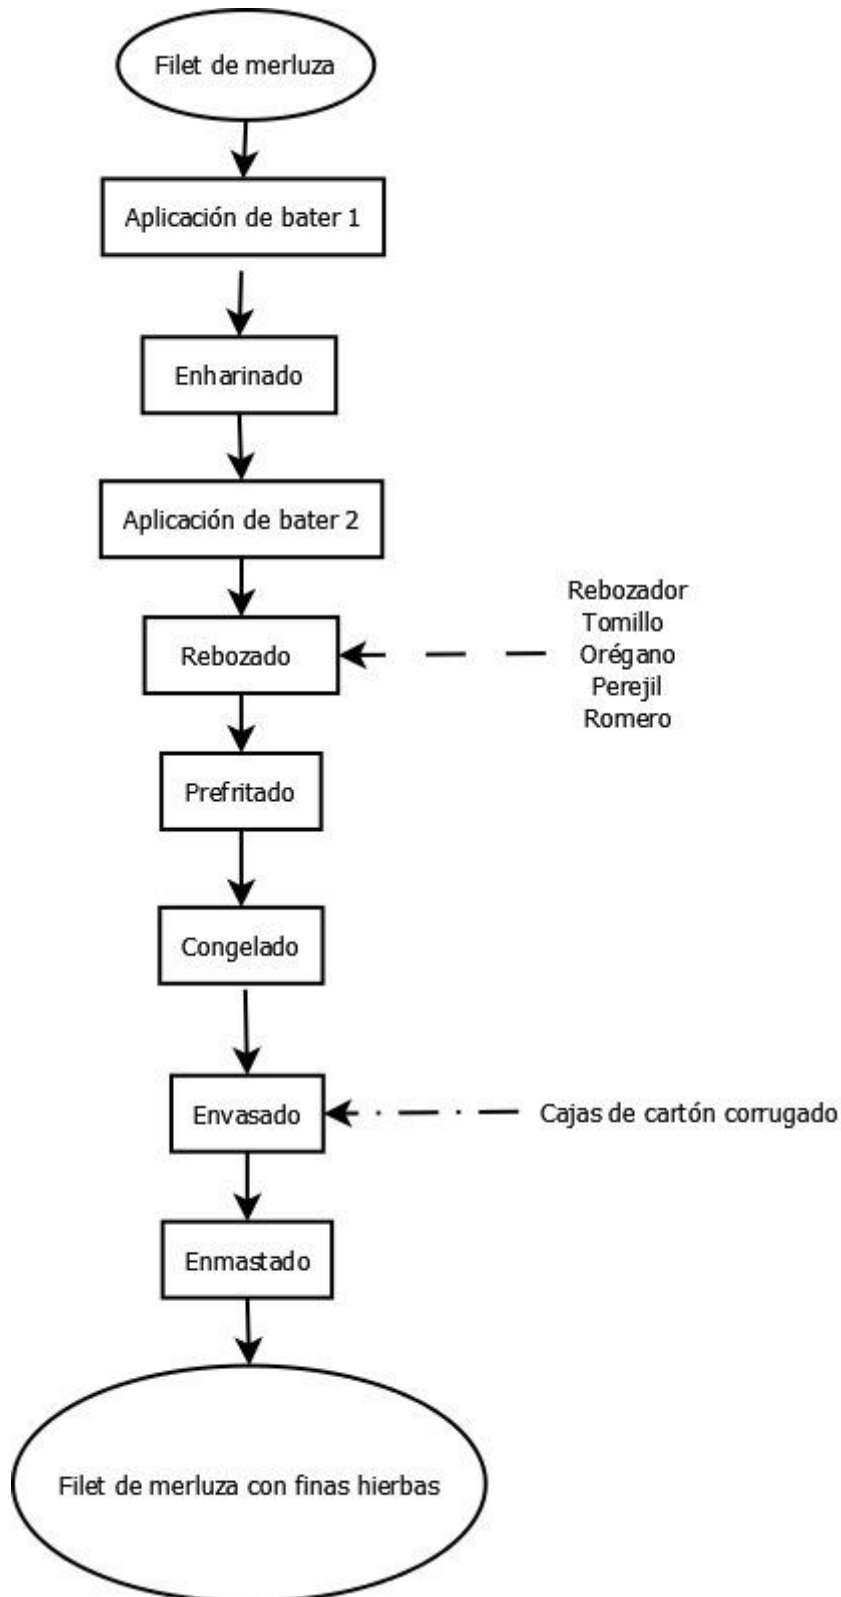 Filet de merluza
Aplicación de bater 1
Enharinado
Aplicación de bater 2
Rebozado
Rebozador
Tomillo
Orégano
Perejil
Romero
Prefritado
Congelado
Envasado
Cajas de cartón corrugado
Enmastado
Filet de merluza con finas hierbas